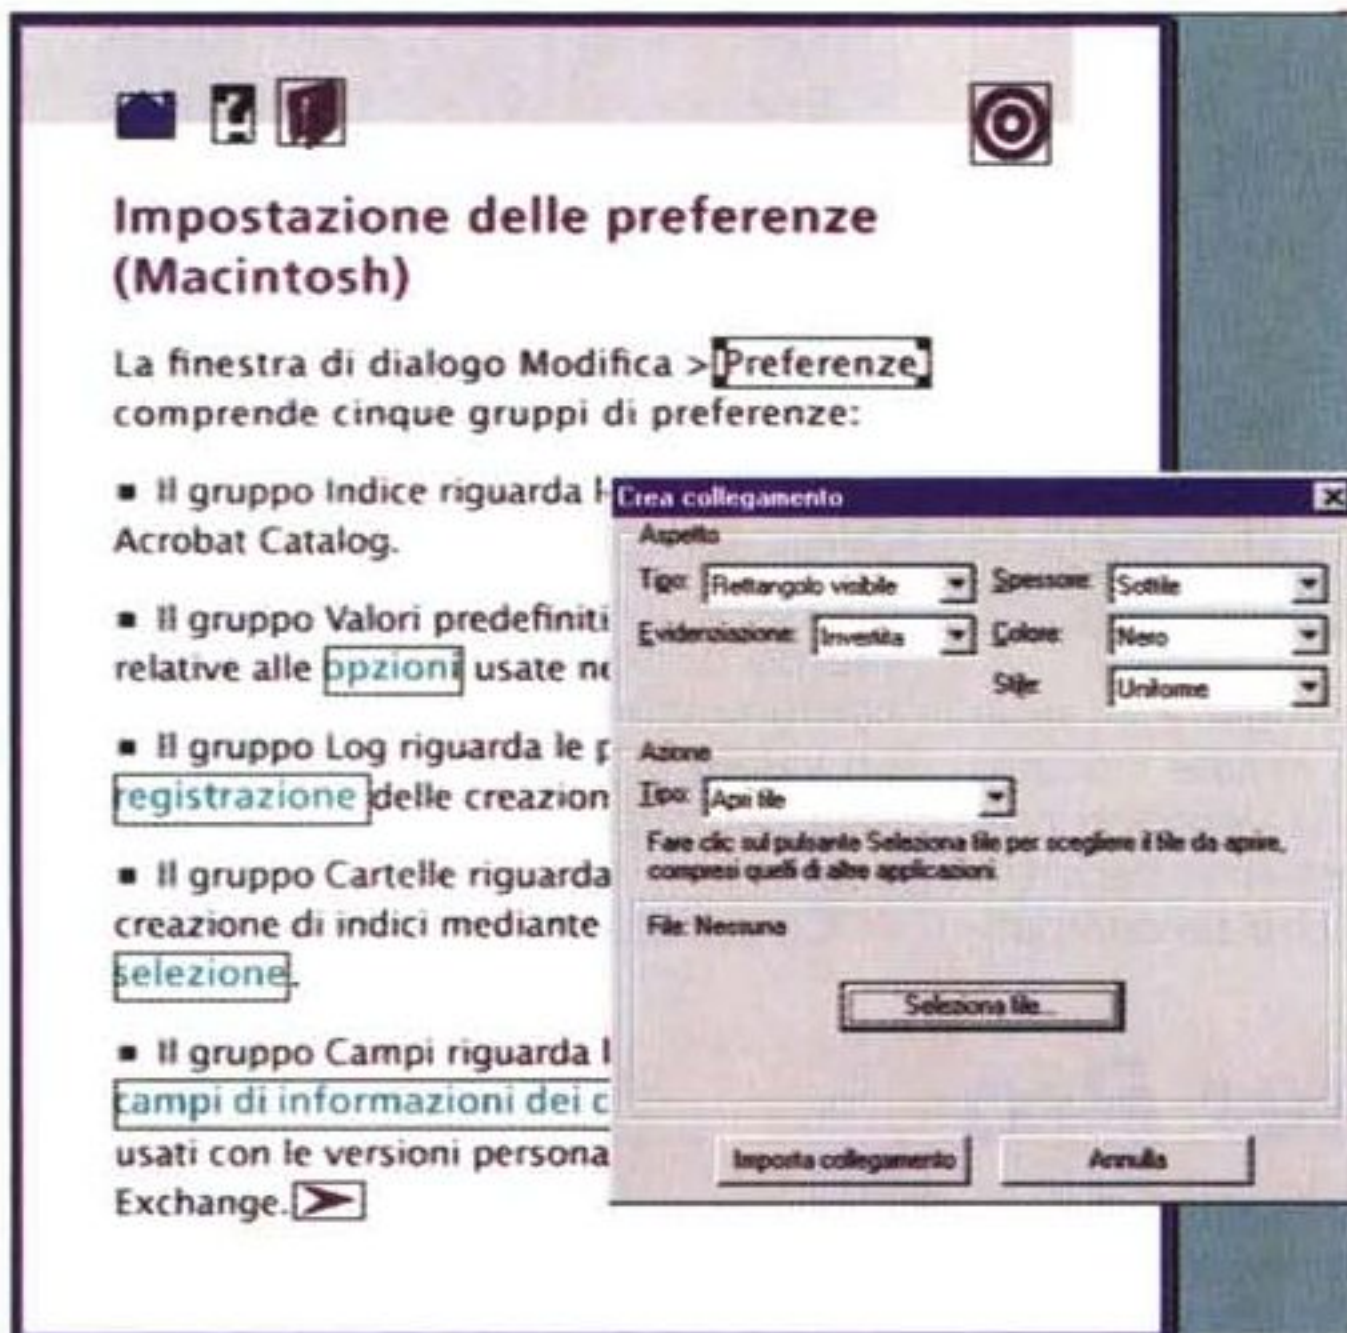 Impostazione delle preferenze
(Macintosh)
La finestra di dialogo Modifica > Preferenze
comprende cinque gruppi di preferenze:
■ Il gruppo Indice riguarda
Acrobat Catalog.
■ Il gruppo Valori predefiniti
relative alle opzioni usate
■ Il gruppo Log riguarda le
registrazione delle creazion
■ Il gruppo Cartelle riguarda
creazione di indici mediante
selezione.
■ Il gruppo Campi riguarda
campi di informazioni dei
usati con le versioni persona
Exchange.
Crea collegamento
Aspetto
Tipo: Rettangolo visibile Spessore: Sottile
Evidenziazione: Invertita Colore: Nero
Stile: Uniforme
Azione
Tipo: Apri file
Fare clic sul pulsante Seleziona file per scegliere il file da aprire,
compresi quelli di altre applicazioni.
File: Nessuna
Seleziona file...
Imposta collegamento Annulla